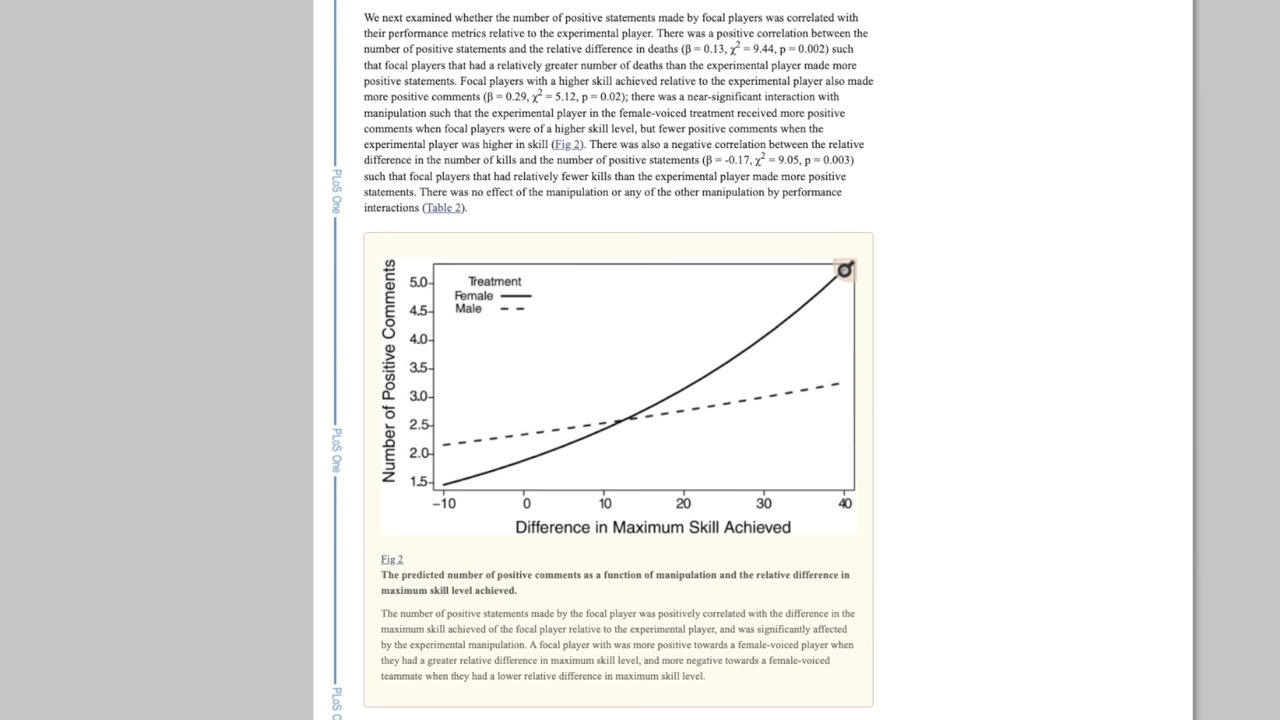 We next examined whether the number of positive statements made by focal players was correlated with
their performance metrics relative to the experimental player. There was a positive correlation between the
number of positive statements and the relative difference in deaths (β = 0.13, χ² = 9.44, p = 0.002) such
that focal players that had a relatively greater number of deaths than the experimental player made more
positive statements. Focal players with a higher skill achieved relative to the experimental player also made
more positive comments (β = 0.29, χ² = 5.12, p = 0.02); there was a near-significant interaction with
manipulation such that the experimental player in the female-voiced treatment received more positive
comments when focal players were of a higher skill level, but fewer positive comments when the
experimental player was higher in skill (Fig 2). There was also a negative correlation between the relative
difference in the number of kills and the number of positive statements (β = -0.17, χ² = 9.05, p = 0.003)
such that focal players that had relatively fewer kills than the experimental player made more positive
statements. There was no effect of the manipulation or any of the other manipulation by performance
interactions (Table 2).
PLoS One
PLoS One
PLoS O
Number of Positive Comments
5.0
4.5
4.0
3.5
3.0
2.5
2.0
1.5
Treatment
Female
Male
−10 0 10 20 30 40
Difference in Maximum Skill Achieved
Fig 2
The predicted number of positive comments as a function of manipulation and the relative difference in
maximum skill level achieved.
The number of positive statements made by the focal player was positively correlated with the difference in the
maximum skill achieved of the focal player relative to the experimental player, and was significantly affected
by the experimental manipulation. A focal player with was more positive towards a female-voiced player when
they had a greater relative difference in maximum skill level, and more negative towards a female-voiced
teammate when they had a lower relative difference in maximum skill level.